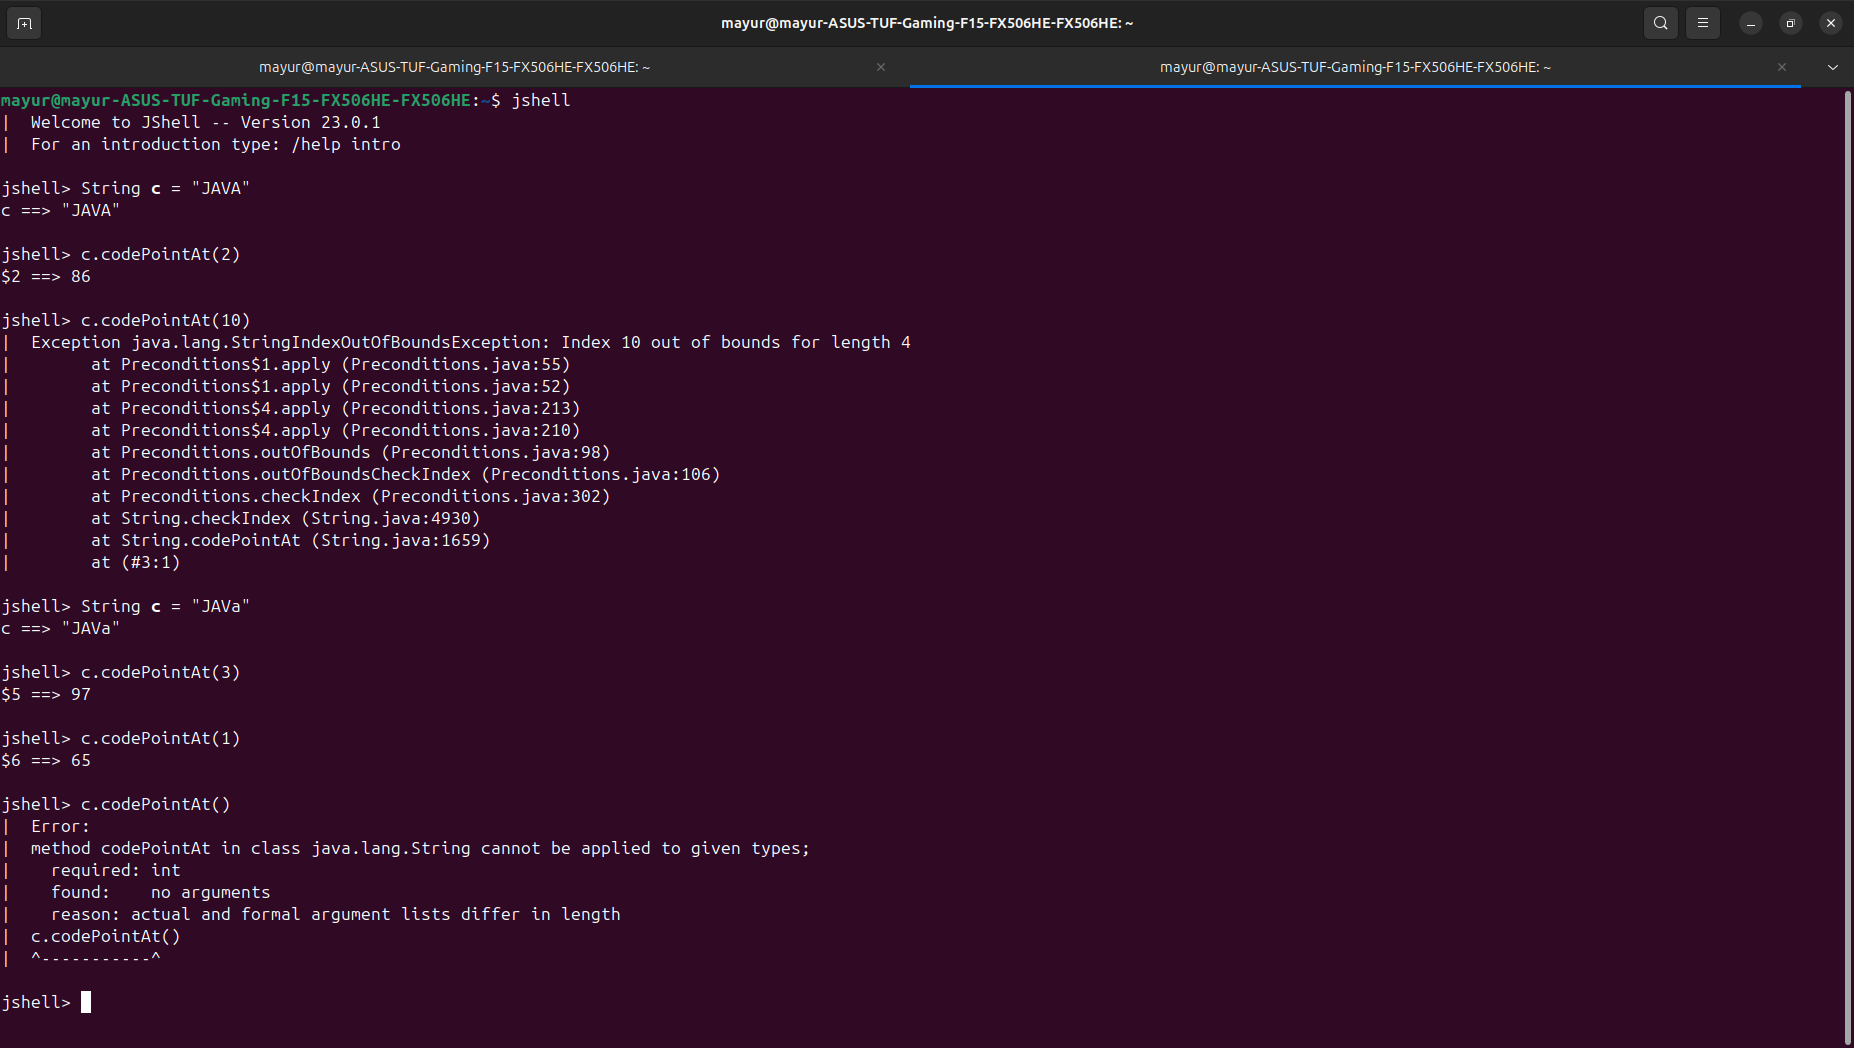 mayur@mayur-ASUS-TUF-Gaming-F15-FX506HE-FX506HE: ~
mayur@mayur-ASUS-TUF-Gaming-F15-FX506HE-FX506HE: ~
mayur@mayur-ASUS-TUF-Gaming-F15-FX506HE-FX506HE: ~
mayur@mayur-ASUS-TUF-Gaming-F15-FX506HE-FX506HE:~$ jshell
|  Welcome to JShell -- Version 23.0.1
|  For an introduction type: /help intro
jshell> String c = "JAVA"
c ==> "JAVA"
jshell> c.codePointAt(2)
$2 ==> 86
jshell> c.codePointAt(10)
|  Exception java.lang.StringIndexOutOfBoundsException: Index 10 out of bounds for length 4
|        at Preconditions$1.apply (Preconditions.java:55)
|        at Preconditions$1.apply (Preconditions.java:52)
|        at Preconditions$4.apply (Preconditions.java:213)
|        at Preconditions$4.apply (Preconditions.java:210)
|        at Preconditions.outOfBounds (Preconditions.java:98)
|        at Preconditions.outOfBoundsCheckIndex (Preconditions.java:106)
|        at Preconditions.checkIndex (Preconditions.java:302)
|        at String.checkIndex (String.java:4930)
|        at String.codePointAt (String.java:1659)
|        at (#3:1)
jshell> String c = "JAVa"
c ==> "JAVa"
jshell> c.codePointAt(3)
$5 ==> 97
jshell> c.codePointAt(1)
$6 ==> 65
jshell> c.codePointAt()
|  Error:
|  method codePointAt in class java.lang.String cannot be applied to given types;
|    required: int
|    found:    no arguments
|    reason: actual and formal argument lists differ in length
|  c.codePointAt()
|  ^-----------^
jshell>